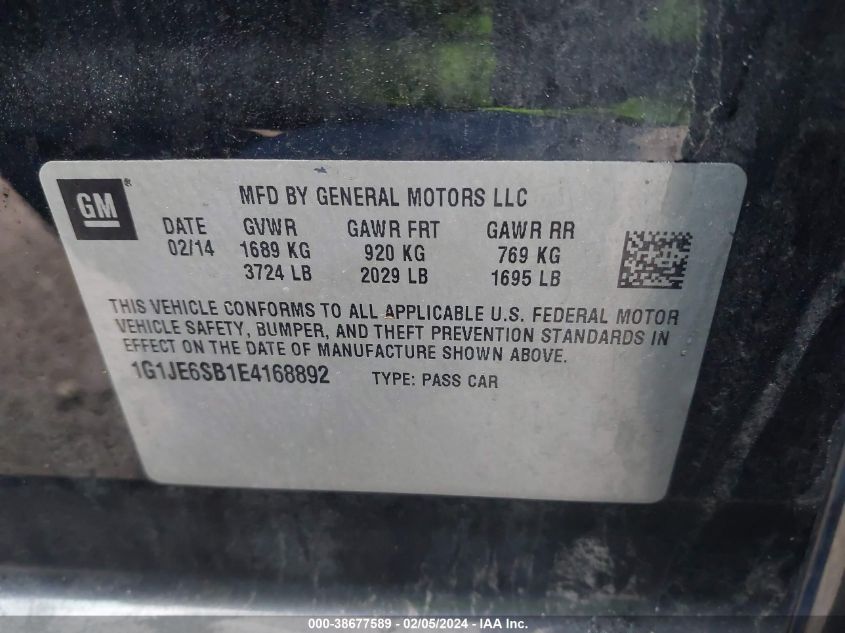 GM®
MFD BY GENERAL MOTORS LLC
DATE GVWR GAWR FRT GAWR RR
02/14 1689 KG 920 KG 769 KG
3724 LB 2029 LB 1695 LB
THIS VEHICLE CONFORMS TO ALL APPLICABLE U.S. FEDERAL MOTOR
VEHICLE SAFETY, BUMPER, AND THEFT PREVENTION STANDARDS IN
EFFECT ON THE DATE OF MANUFACTURE SHOWN ABOVE.
1G1JE6SB1E4168892 TYPE: PASS CAR
000-38677589 - 02/05/2024 - IAA Inc.